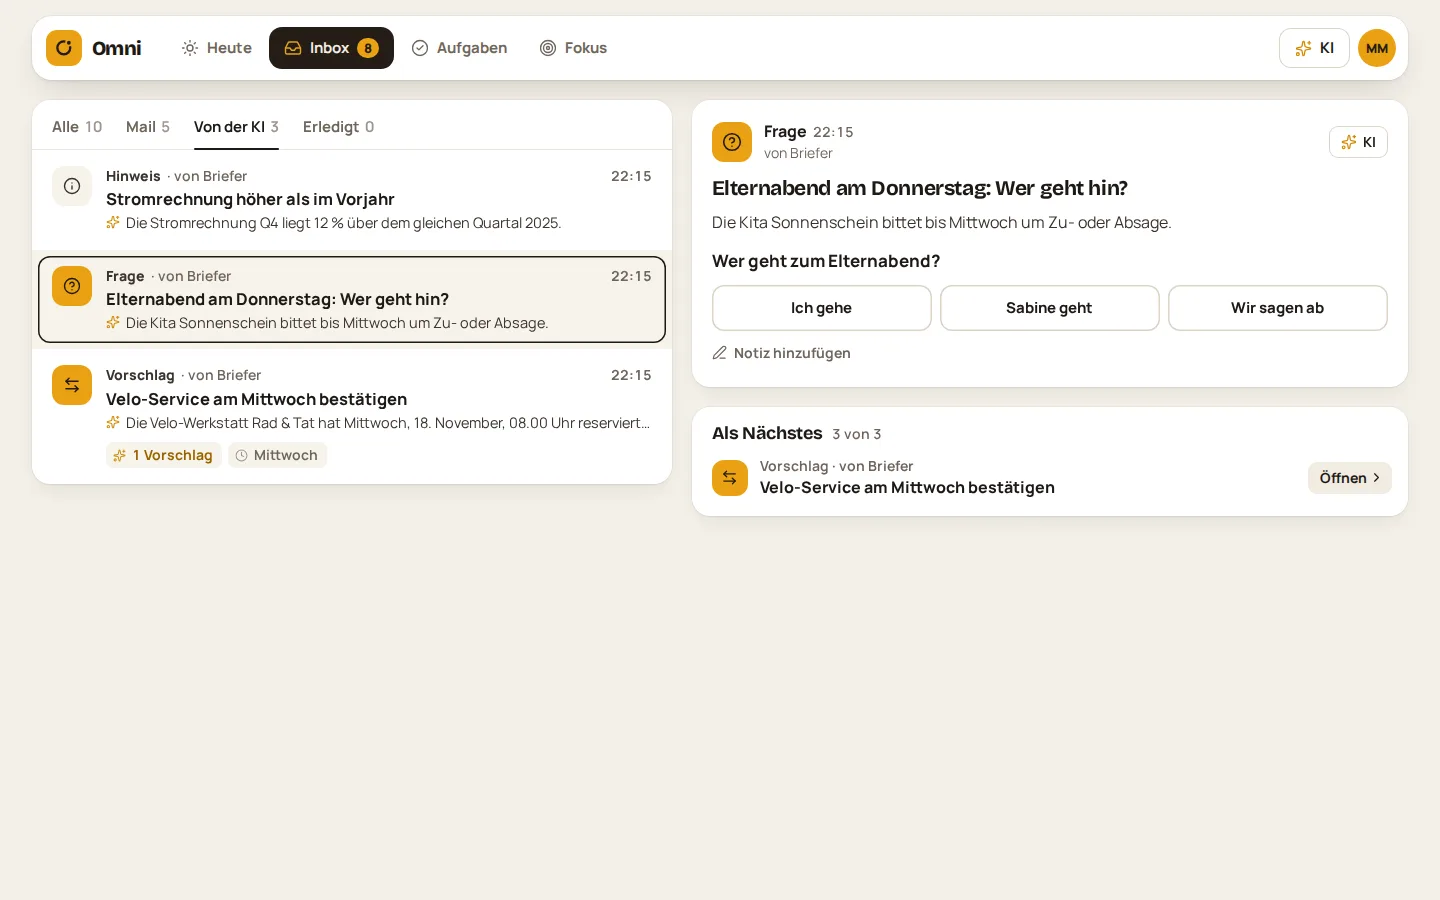 Omni
Heute
Inbox 8
Aufgaben
Fokus
KI
MM
Alle 10
Mail 5
Von der KI 3
Erledigt 0
Hinweis · von Briefer 22:15
Stromrechnung höher als im Vorjahr
Die Stromrechnung Q4 liegt 12 % über dem gleichen Quartal 2025.
Frage · von Briefer 22:15
Elternabend am Donnerstag: Wer geht hin?
Die Kita Sonnenschein bittet bis Mittwoch um Zu- oder Absage.
Vorschlag · von Briefer 22:15
Velo-Service am Mittwoch bestätigen
Die Velo-Werkstatt Rad & Tat hat Mittwoch, 18. November, 08.00 Uhr reserviert...
1 Vorschlag
Mittwoch
Frage 22:15
von Briefer
KI
Elternabend am Donnerstag: Wer geht hin?
Die Kita Sonnenschein bittet bis Mittwoch um Zu- oder Absage.
Wer geht zum Elternabend?
Ich gehe
Sabine geht
Wir sagen ab
Notiz hinzufügen
Als Nächstes 3 von 3
Vorschlag · von Briefer
Velo-Service am Mittwoch bestätigen
Öffnen